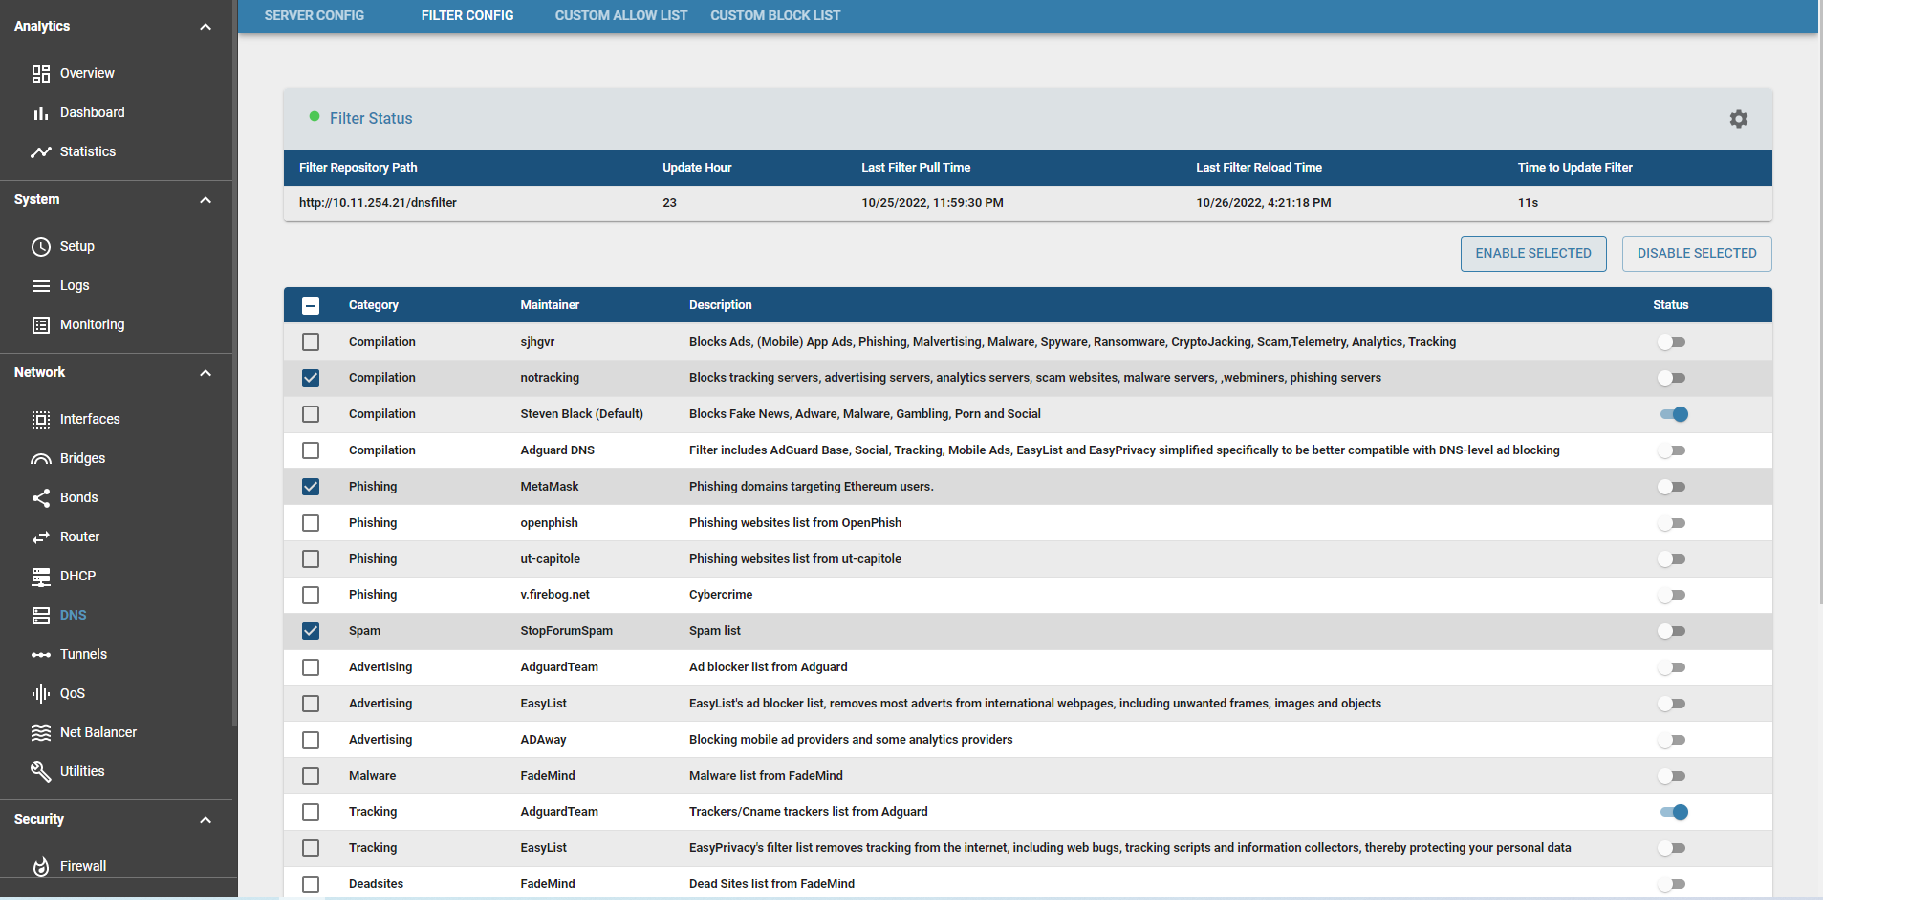 Analytics
Overview
Dashboard
Statistics
System
Setup
Logs
Monitoring
Network
Interfaces
Bridges
Bonds
Router
DHCP
DNS
Tunnels
QoS
Net Balancer
Utilities
Security
Firewall
SERVER CONFIG FILTER CONFIG CUSTOM ALLOW LIST CUSTOM BLOCK LIST
Filter Status
Filter Repository Path Update Hour Last Filter Pull Time Last Filter Reload Time Time to Update Filter
http://10.11.254.21/dnsfilter 23 10/25/2022, 11:59:30 PM 10/26/2022, 4:21:18 PM 11s
ENABLE SELECTED DISABLE SELECTED
Category Maintainer Description Status
Compilation sjhgvr Blocks Ads, (Mobile) App Ads, Phishing, Malvertising, Malware, Spyware, Ransomware, CryptoJacking, Scam,Telemetry, Analytics, Tracking
Compilation notracking Blocks tracking servers, advertising servers, analytics servers, scam websites, malware servers, ,webminers, phishing servers
Compilation Steven Black (Default) Blocks Fake News, Adware, Malware, Gambling, Porn and Social
Compilation Adguard DNS Filter includes AdGuard Base, Social, Tracking, Mobile Ads, EasyList and EasyPrivacy simplified specifically to be better compatible with DNS-level ad blocking
Phishing MetaMask Phishing domains targeting Ethereum users.
Phishing openphish Phishing websites list from OpenPhish
Phishing ut-capitole Phishing websites list from ut-capitole
Phishing v.firebog.net Cybercrime
Spam StopForumSpam Spam list
Advertising AdguardTeam Ad blocker list from Adguard
Advertising EasyList EasyList's ad blocker list, removes most adverts from international webpages, including unwanted frames, images and objects
Advertising ADAway Blocking mobile ad providers and some analytics providers
Malware FadeMind Malware list from FadeMind
Tracking AdguardTeam Trackers/Cname trackers list from Adguard
Tracking EasyList EasyPrivacy's filter list removes tracking from the internet, including web bugs, tracking scripts and information collectors, thereby protecting your personal data
Deadsites FadeMind Dead Sites list from FadeMind